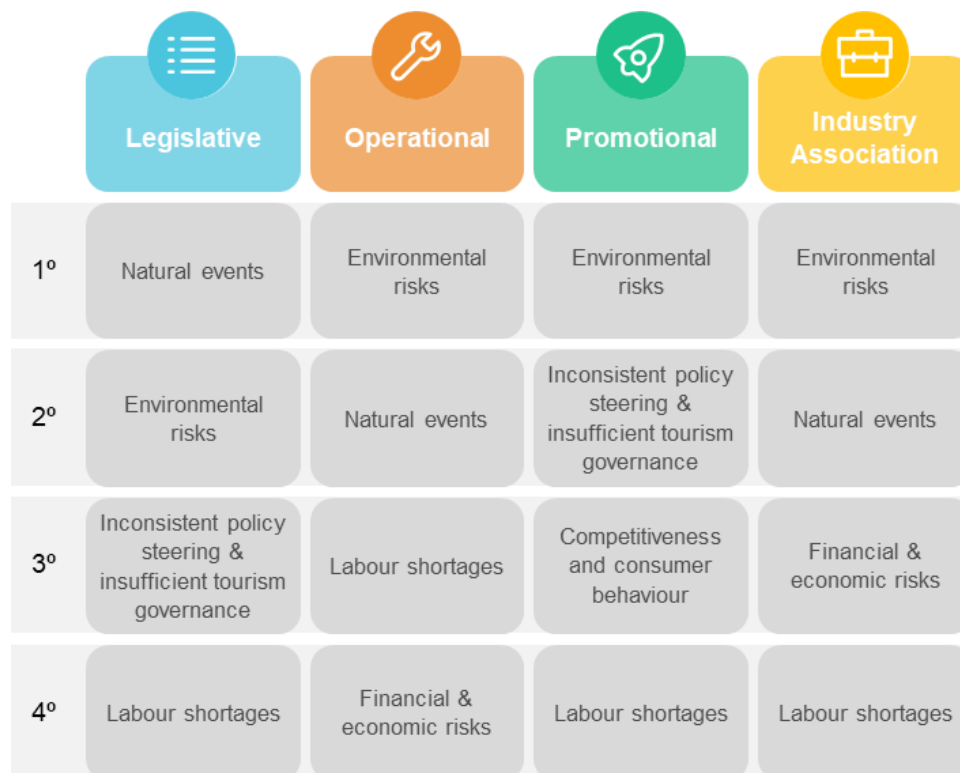 Legislative
Operational
Promotional
Industry
Association
1º
Natural events
Environmental
risks
Environmental
risks
Environmental
risks
2º
Environmental
risks
Natural events
Inconsistent policy
steering &
insufficient tourism
governance
Natural events
3º
Inconsistent policy
steering &
insufficient tourism
governance
Labour shortages
Competitiveness
and consumer
behaviour
Financial &
economic risks
4º
Labour shortages
Financial &
economic risks
Labour shortages
Labour shortages